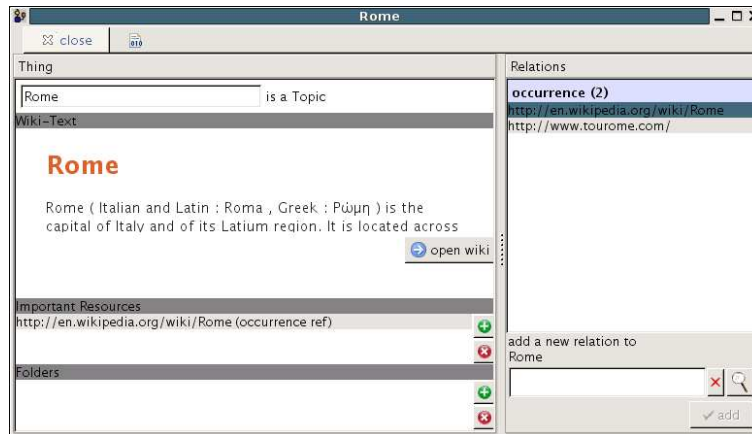 Rome
close
Thing
Rome is a Topic
Wiki-Text
Rome
Rome ( Italian and Latin : Roma , Greek : Ρώμη ) is the
capital of Italy and of its Latium region. It is located across
open wiki
Important Resources
http://en.wikipedia.org/wiki/Rome (occurrence ref)
Folders
Relations
occurrence (2)
http://en.wikipedia.org/wiki/Rome
http://www.tourome.com/
add a new relation to
Rome
add